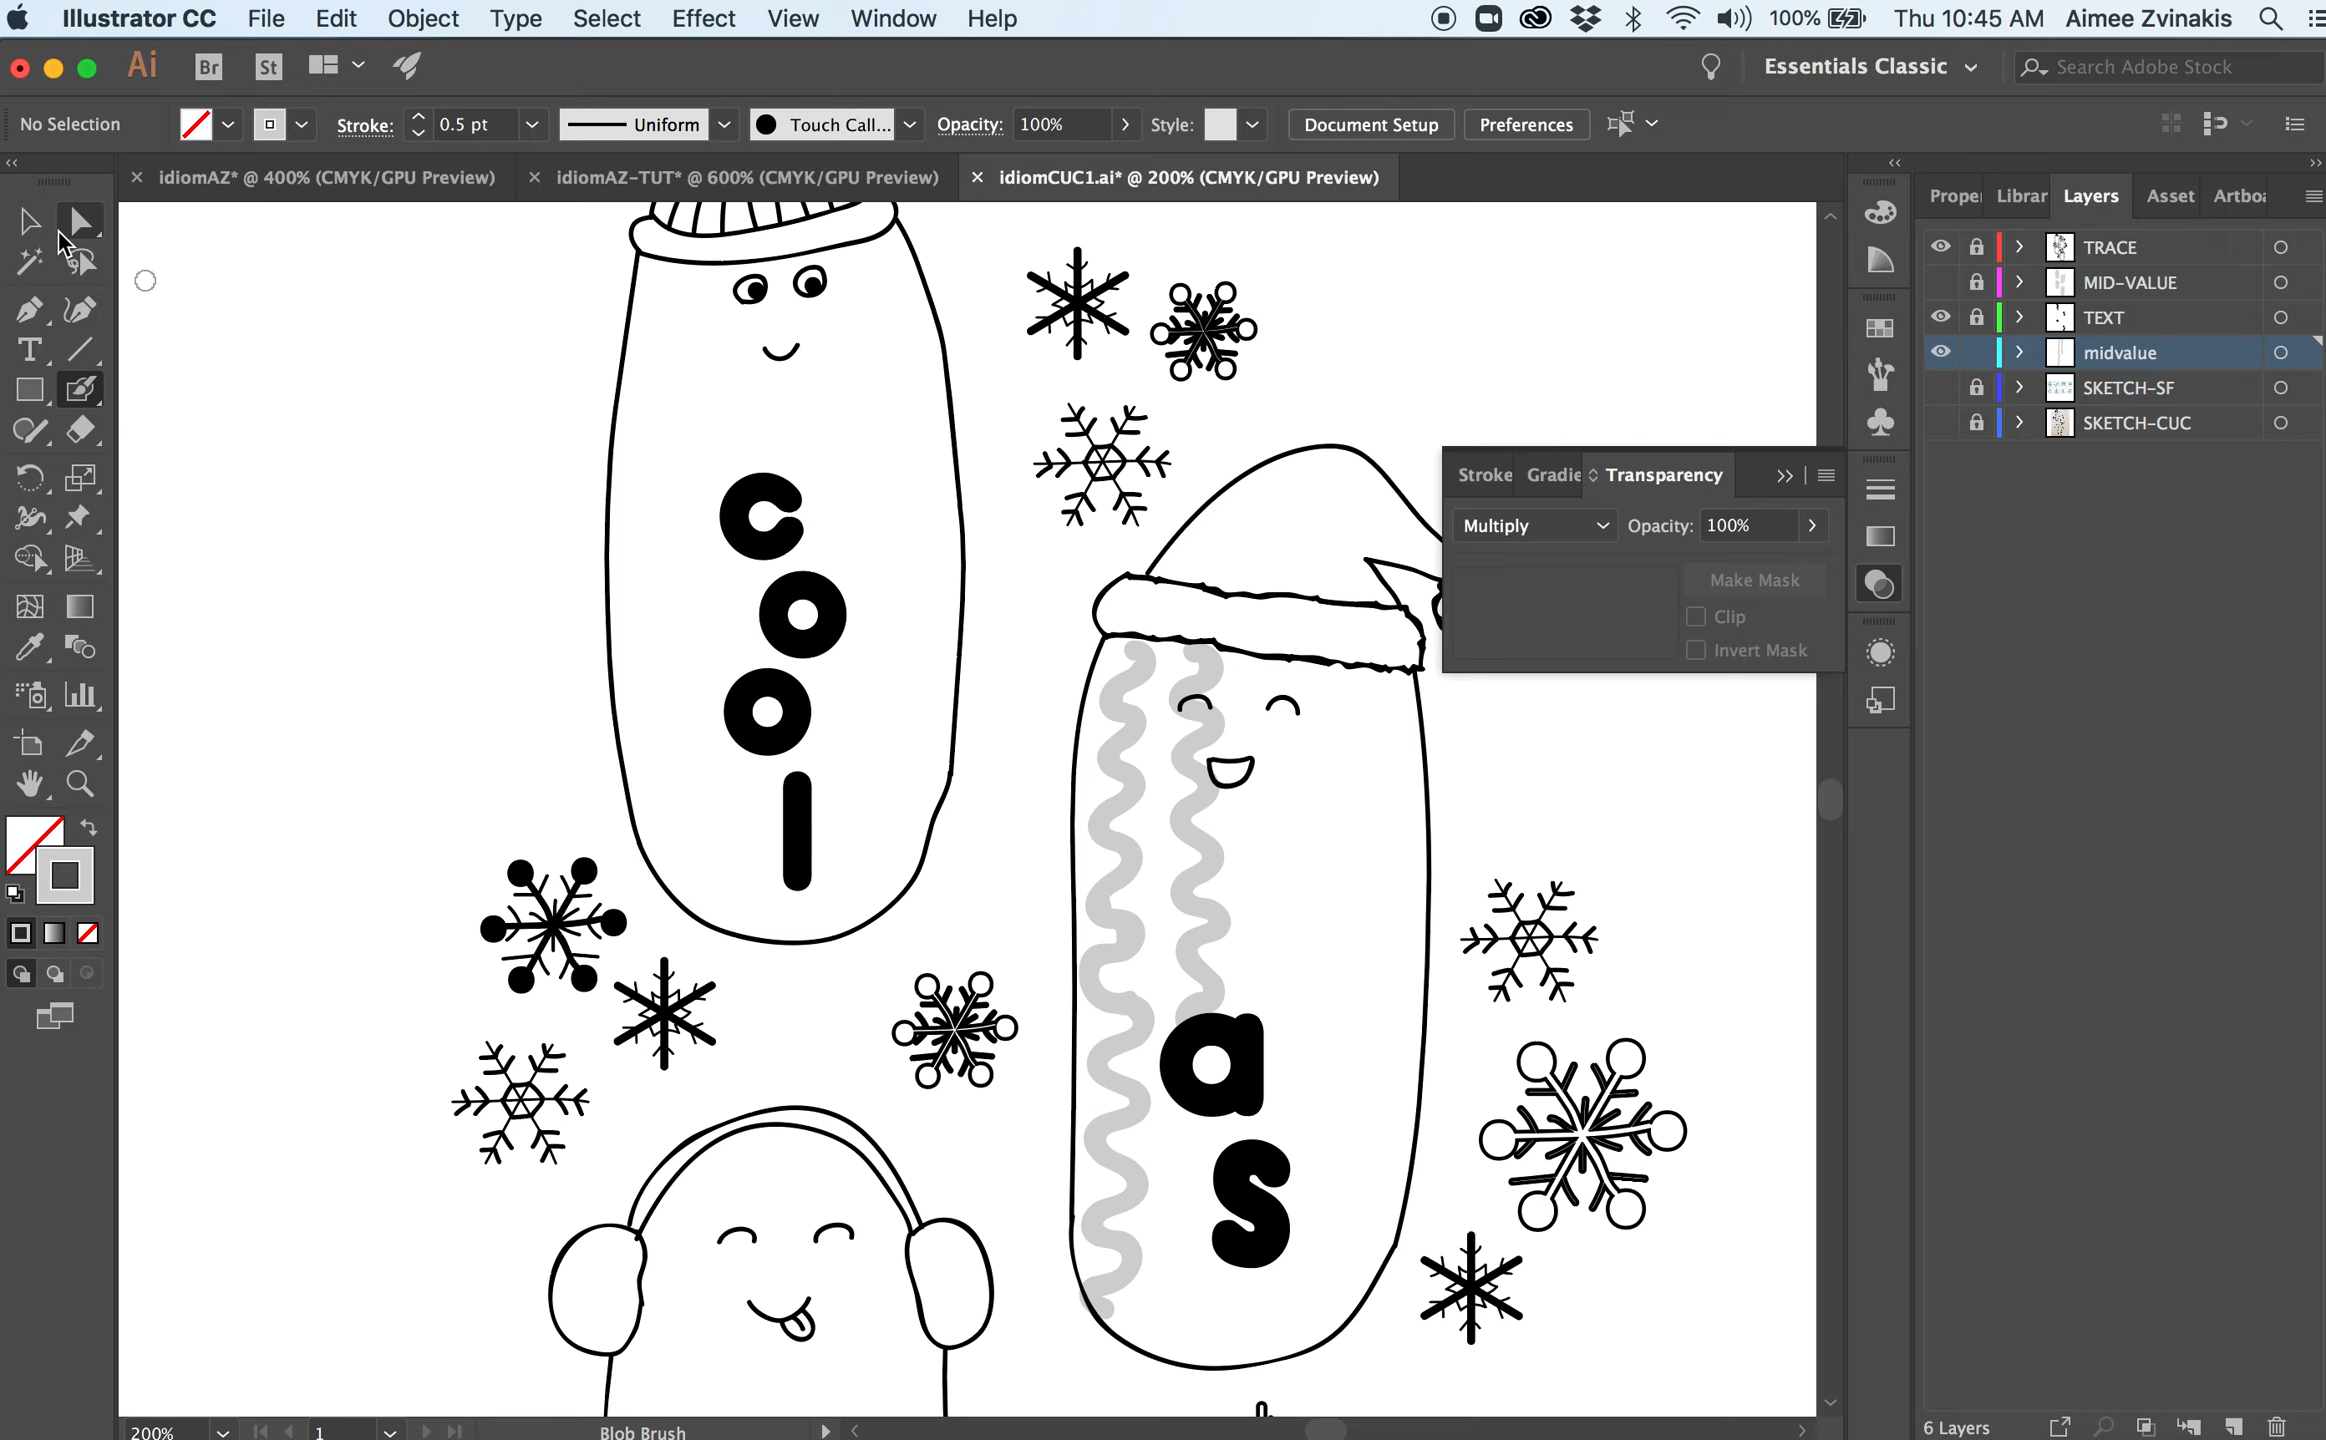 Illustrator CC File Edit Object Type Select Effect View Window Help 100% Thu 10:45 AM Aimee Zvinakis
Ai Br St Essentials Classic Search Adobe Stock
No Selection Stroke: 0.5 pt Uniform Touch Call... Opacity: 100% Style: Document Setup Preferences
idiomAZ* @ 400% (CMYK/GPU Preview) idiomAZ-TUT* @ 600% (CMYK/GPU Preview) idiomCUC1.ai* @ 200% (CMYK/GPU Preview)
Proper Librar Layers Asset Artboa
TRACE
MID-VALUE
TEXT
midvalue
SKETCH-SF
SKETCH-CUC
Stroke Gradie Transparency
Multiply Opacity: 100%
Make Mask
Clip
Invert Mask
c
o
o
l
a
s
200% 1 Blob Brush
6 Layers